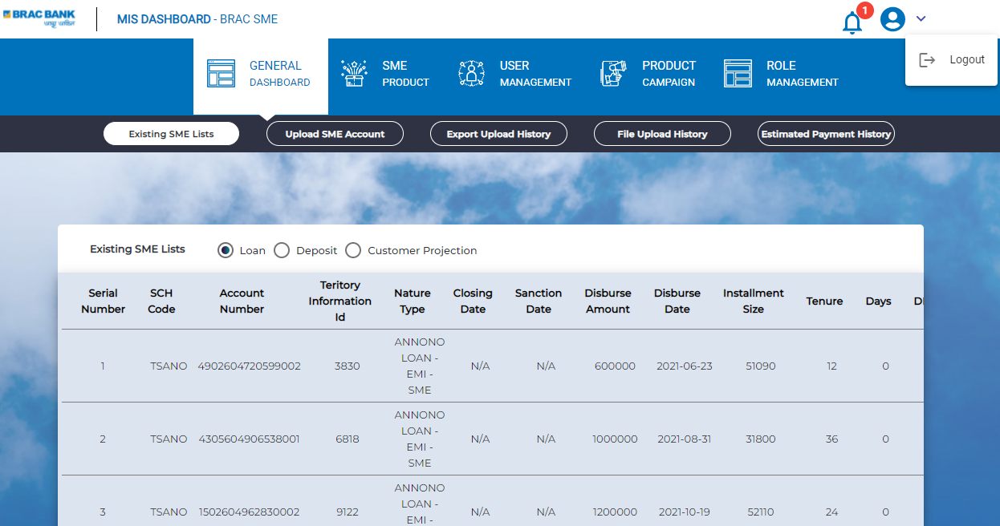 BRAC BANK
MIS DASHBOARD - BRAC SME
1
Logout
GENERAL
DASHBOARD
SME
PRODUCT
USER
MANAGEMENT
PRODUCT
CAMPAIGN
ROLE
MANAGEMENT
Existing SME Lists
Upload SME Account
Export Upload History
File Upload History
Estimated Payment History
Existing SME Lists
Loan
Deposit
Customer Projection
Serial Number SCH Code Account Number Teritory Information Id Nature Type Closing Date Sanction Date Disburse Amount Disburse Date Installment Size Tenure Days
1 TSANO 4902604720599002 3830 ANNONO LOAN - EMI - SME N/A N/A 600000 2021-06-23 51090 12 0
2 TSANO 4305604906538001 6818 ANNONO LOAN - EMI - SME N/A N/A 1000000 2021-08-31 31800 36 0
3 TSANO 1502604962830002 9122 ANNONO LOAN - EMI - N/A N/A 1200000 2021-10-19 52110 24 0